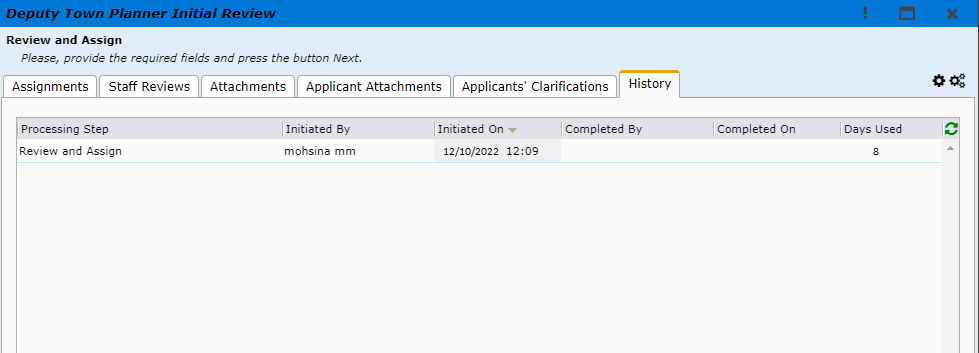 Deputy Town Planner Initial Review
Review and Assign
Please, provide the required fields and press the button Next.
Assignments Staff Reviews Attachments Applicant Attachments Applicants' Clarifications History
Processing Step Initiated By Initiated On Completed By Completed On Days Used
Review and Assign mohsina mm 12/10/2022 12:09 8